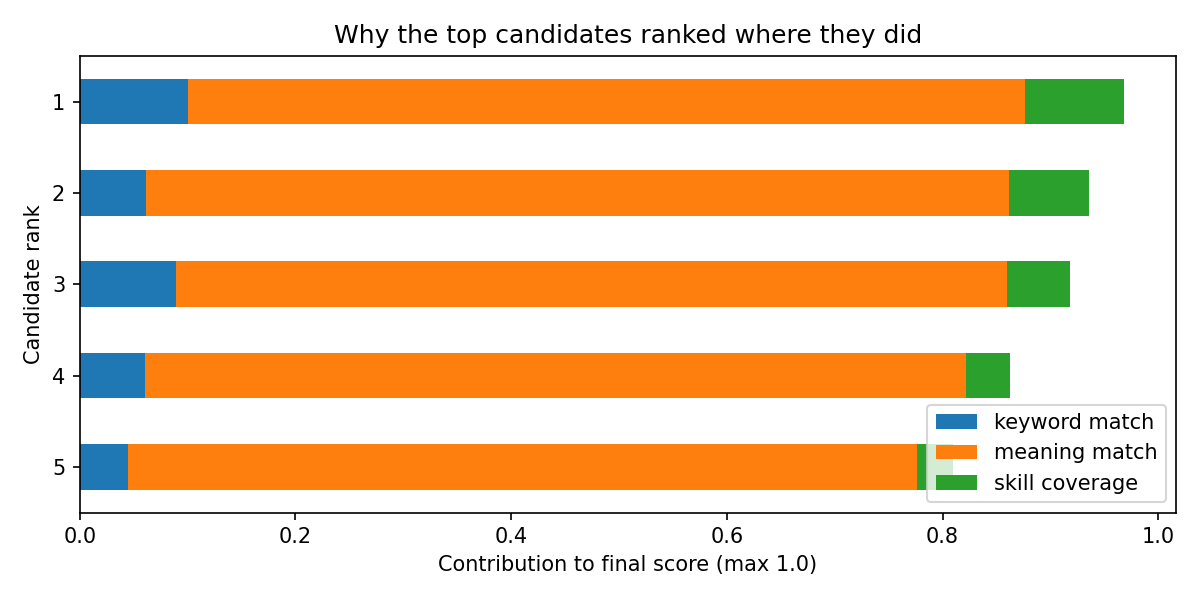 Why the top candidates ranked where they did
Candidate rank
1
2
3
4
5
keyword match
meaning match
skill coverage
0.0 0.2 0.4 0.6 0.8 1.0
Contribution to final score (max 1.0)